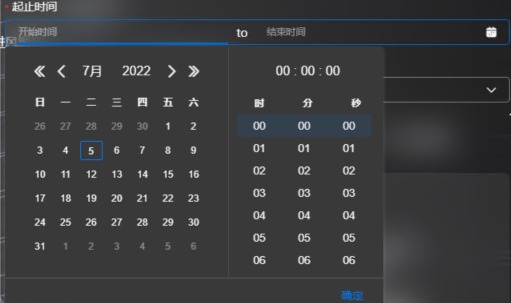 * 起止时间
开始时间 to 结束时间
7月 2022
00 : 00 : 00
日 一 二 三 四 五 六
时 分 秒
26 27 28 29 30 1 2
00 00 00
3 4 5 6 7 8 9
01 01 01
10 11 12 13 14 15 16
02 02 02
17 18 19 20 21 22 23
03 03 03
24 25 26 27 28 29 30
04 04 04
31 1 2 3 4 5 6
05 05 05
06 06 06
确定